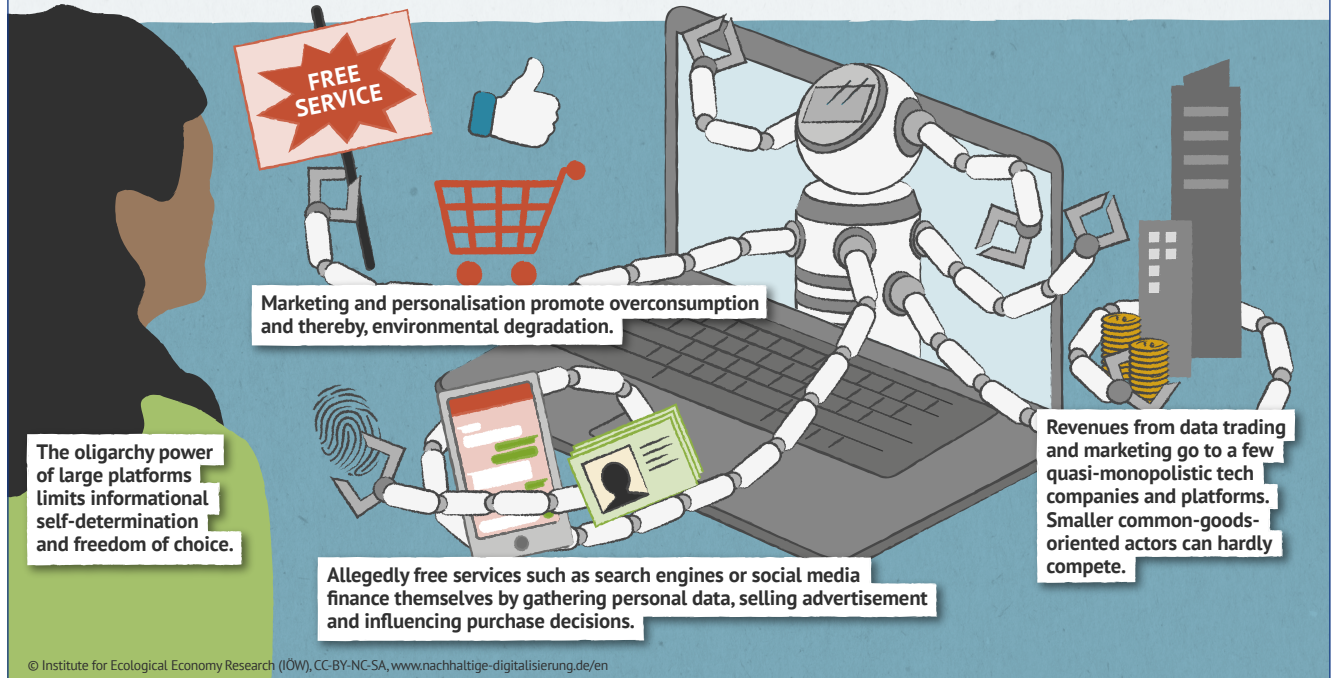 FREE
SERVICE
Marketing and personalisation promote overconsumption
and thereby, environmental degradation.
The oligarchy power
of large platforms
limits informational
self-determination
and freedom of choice.
Revenues from data trading
and marketing go to a few
quasi-monopolistic tech
companies and platforms.
Smaller common-goods-
oriented actors can hardly
compete.
Allegedly free services such as search engines or social media
finance themselves by gathering personal data, selling advertisement
and influencing purchase decisions.
© Institute for Ecological Economy Research (IÖW), CC-BY-NC-SA, www.nachhaltige-digitalisierung.de/en